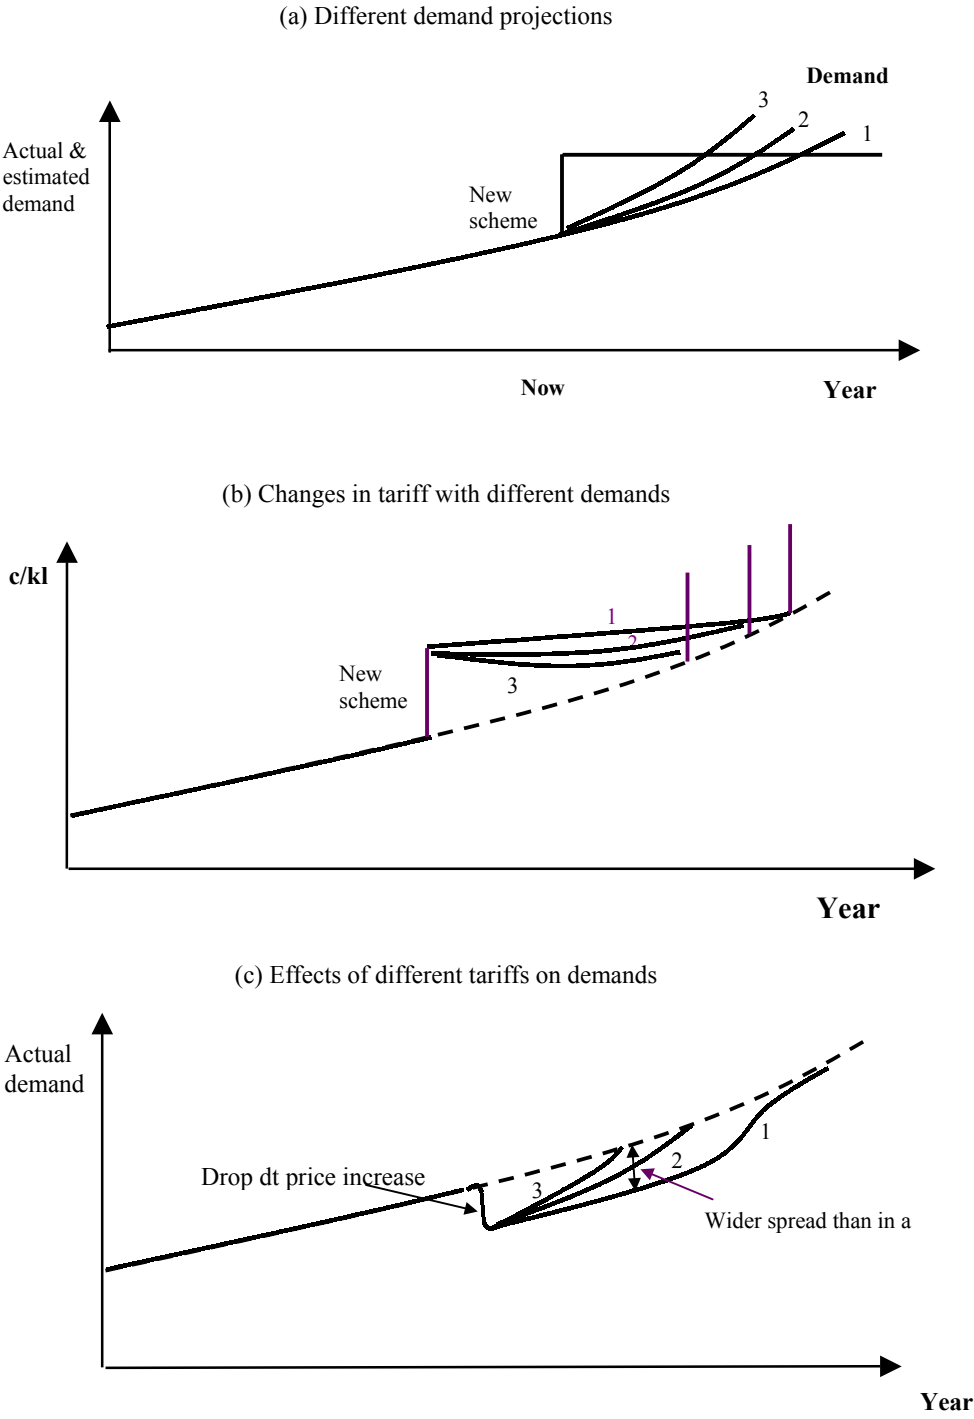 (a) Different demand projections
Demand
3
2
1
Actual &
estimated
demand
New
scheme
Now
Year
(b) Changes in tariff with different demands
c/kl
1
2
New
scheme
3
Year
(c) Effects of different tariffs on demands
Actual
demand
1
2
Drop dt price increase
3
Wider spread than in a
Year